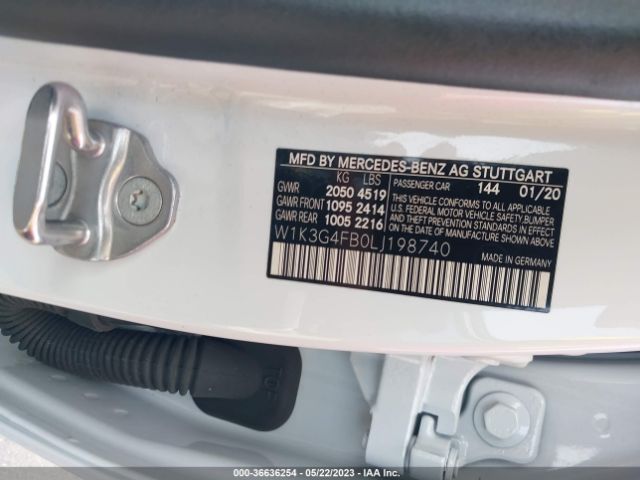 MFD BY MERCEDES-BENZ AG STUTTGART
KG LBS
GVWR 2050 4519
GAWR FRONT 1095 2414
GAWR REAR 1005 2216
PASSENGER CAR 144 01/20
THIS VEHICLE CONFORMS TO ALL APPLICABLE
U.S. FEDERAL MOTOR VEHICLE SAFETY, BUMPER
AND THEFT PREVENTION STANDARDS IN EFFECT
ON THE DATE OF MANUFACTURE SHOWN ABOVE.
W1K3G4FB0LJ198740
MADE IN GERMANY
TOP
000-36636254 - 05/22/2023 - IAA Inc.